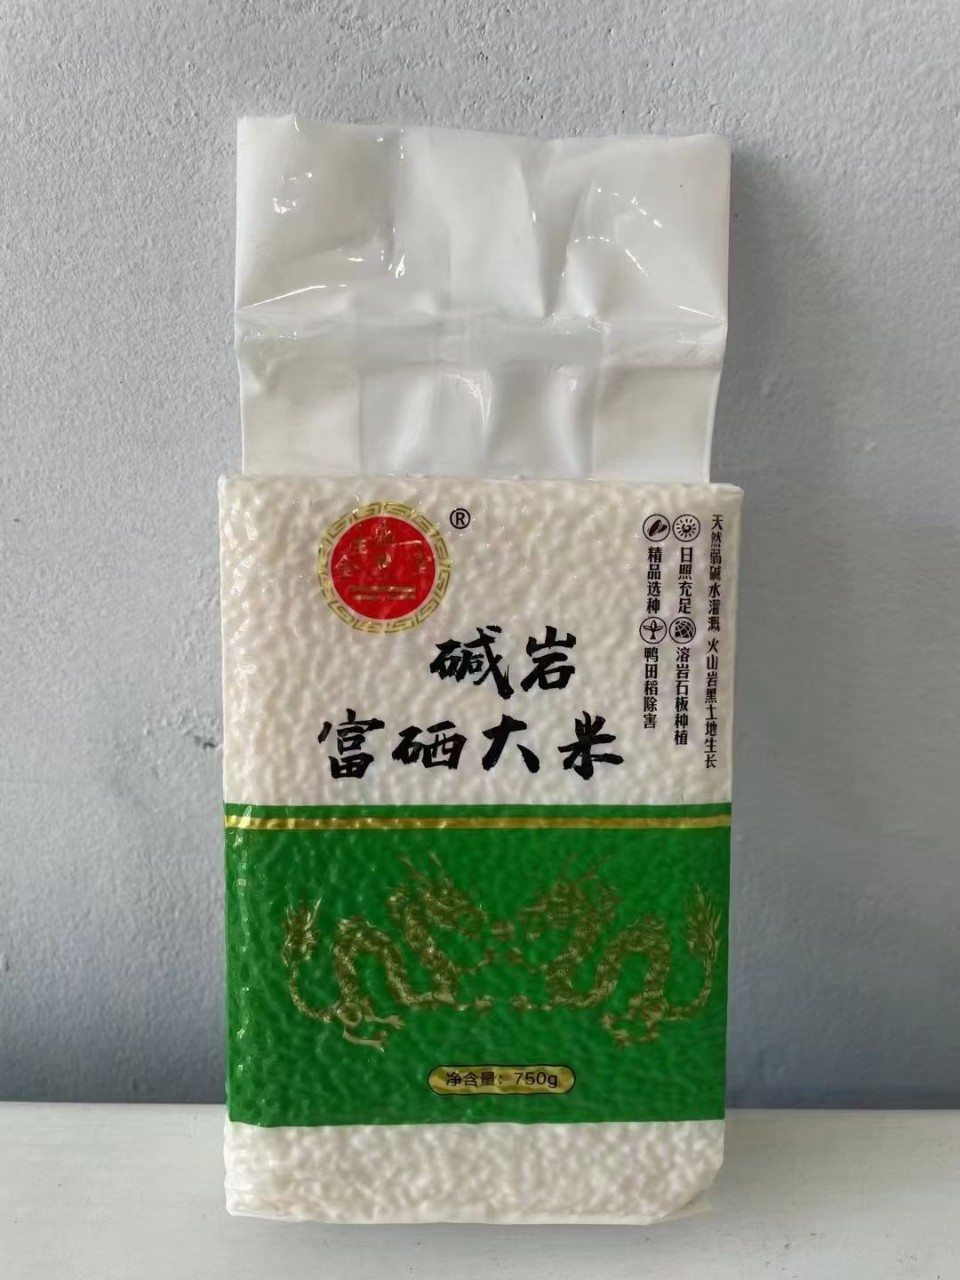 ®
碱岩
富硒大米
天然弱碱水灌溉 火山岩黑土地生长
日照充足
溶岩石板种植
精品选种
鸭田稻除害
净含量：750g